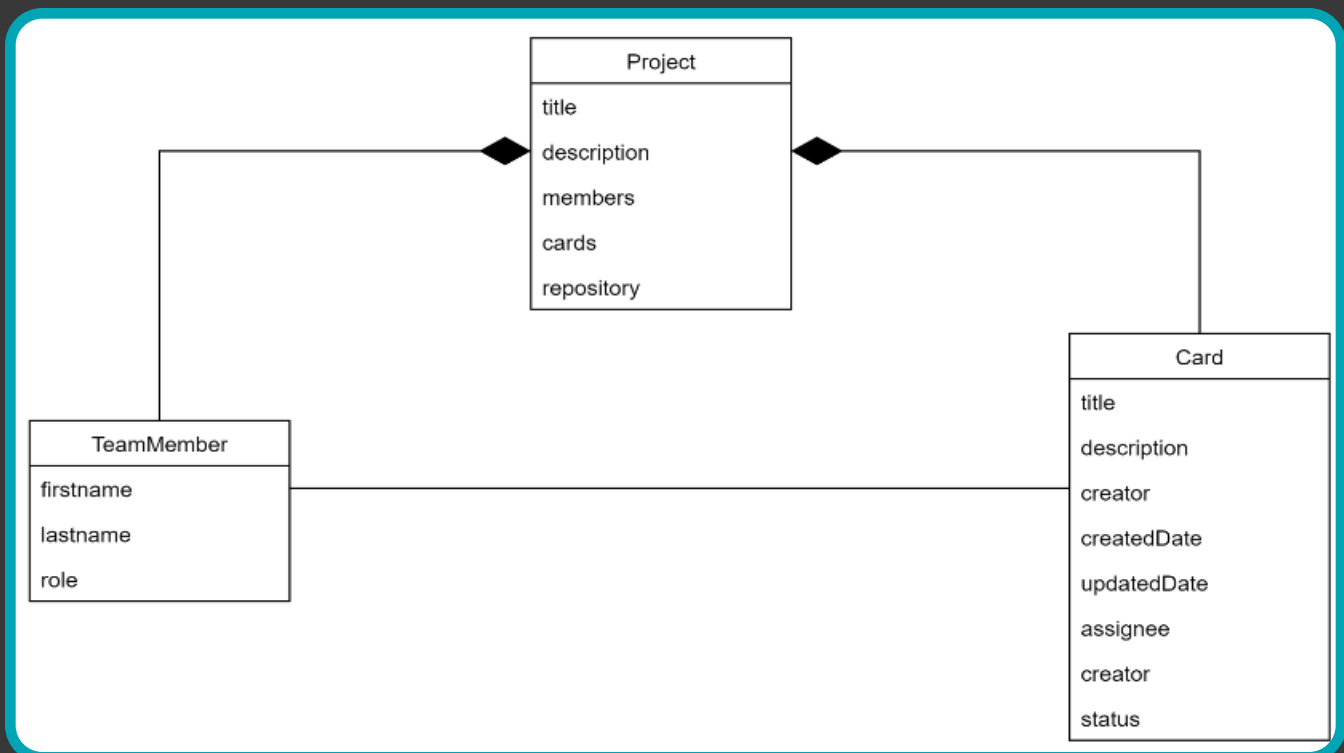 Project
title
description
members
cards
repository
TeamMember
firstname
lastname
role
Card
title
description
creator
createdDate
updatedDate
assignee
creator
status